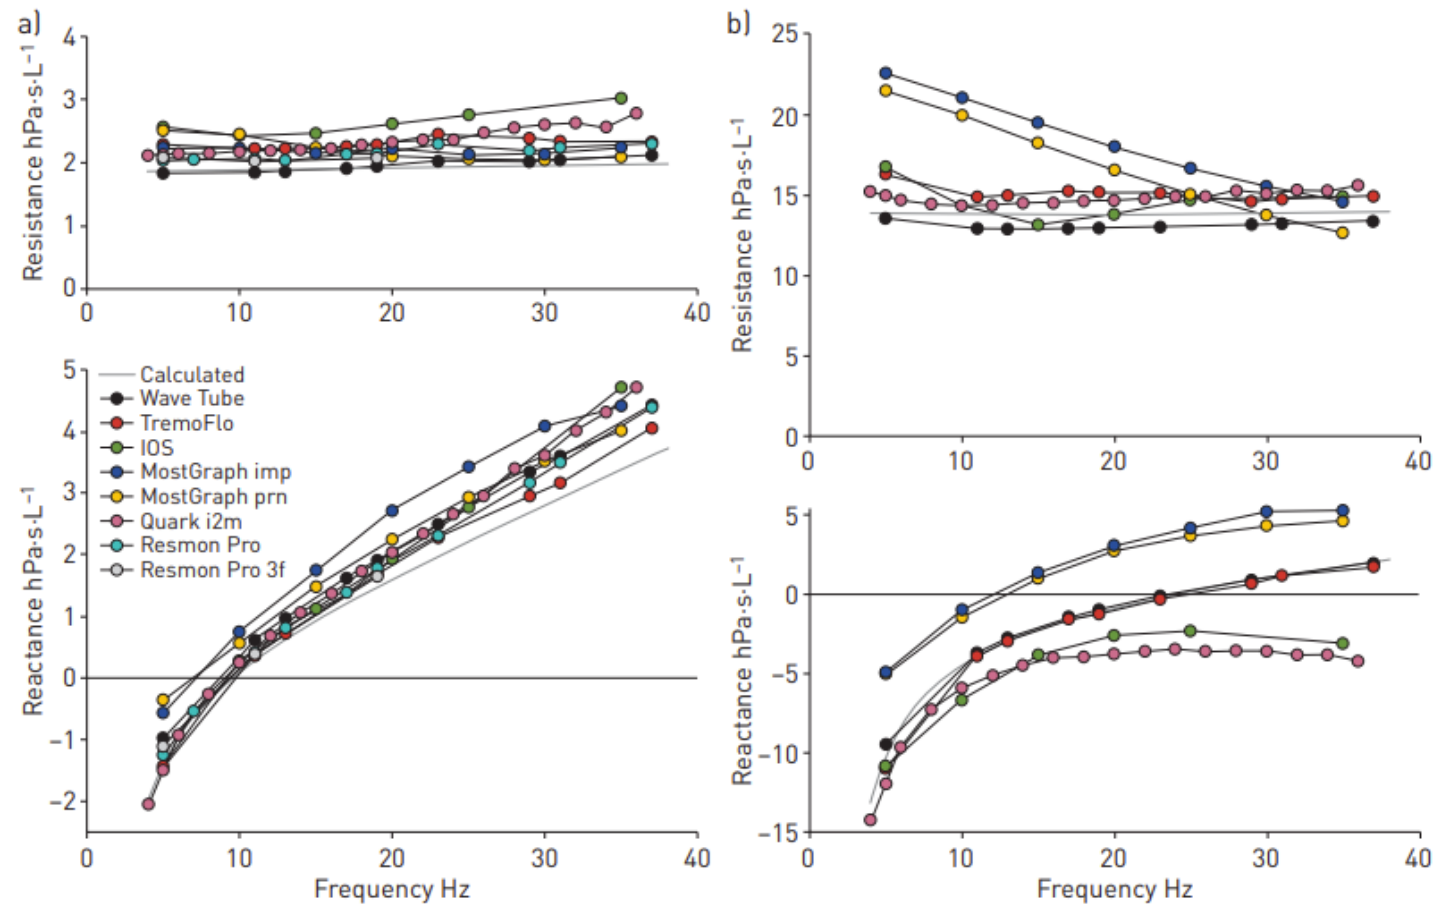 a)
Resistance hPa·s·L⁻¹
4
3
2
1
0
0 10 20 30 40
Reactance hPa·s·L⁻¹
5
4
3
2
1
0
−1
−2
Calculated
Wave Tube
TremoFlo
IOS
MostGraph imp
MostGraph prn
Quark i2m
Resmon Pro
Resmon Pro 3f
0 10 20 30 40
Frequency Hz
b)
Resistance hPa·s·L⁻¹
25
20
15
10
5
0
0 10 20 30 40
Reactance hPa·s·L⁻¹
5
0
−5
−10
−15
0 10 20 30 40
Frequency Hz